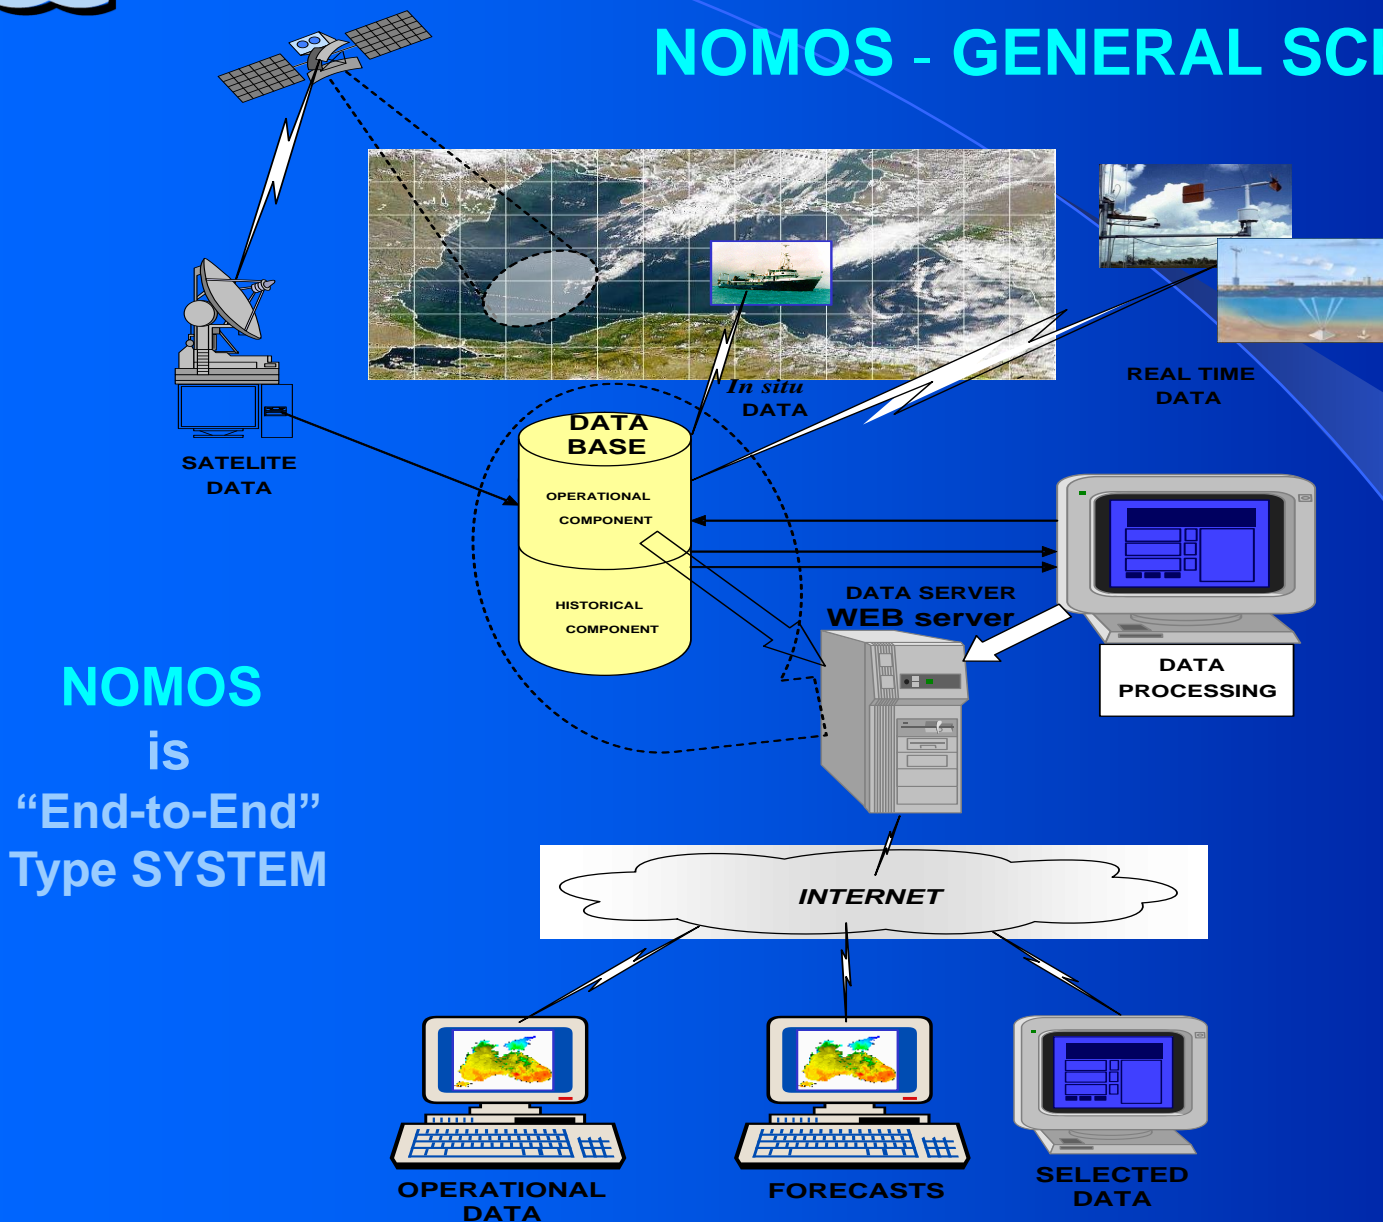 NOMOS - GENERAL
In situ
DATA
REAL TIME
DATA
DATA
BASE
SATELITE
DATA
OPERATIONAL
COMPONENT
HISTORICAL
COMPONENT
DATA SERVER
WEB server
DATA
PROCESSING
NOMOS
is
“End-to-End”
Type SYSTEM
INTERNET
OPERATIONAL
DATA
FORECASTS
SELECTED
DATA